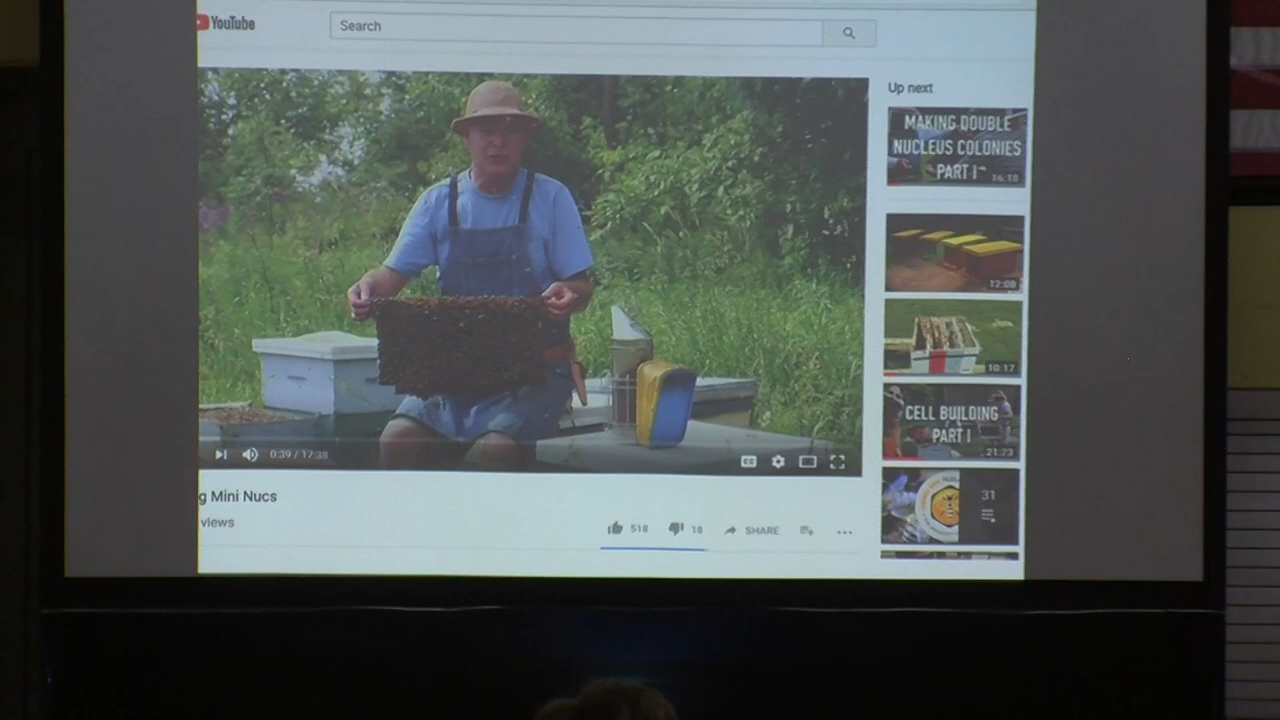 YouTube
Search
Up next
MAKING DOUBLE
NUCLEUS COLONIES
PART I
16:18
12:08
10:17
CELL BUILDING
PART I
21:23
31
0:39 / 17:38
CC
g Mini Nucs
views
518
18
SHARE